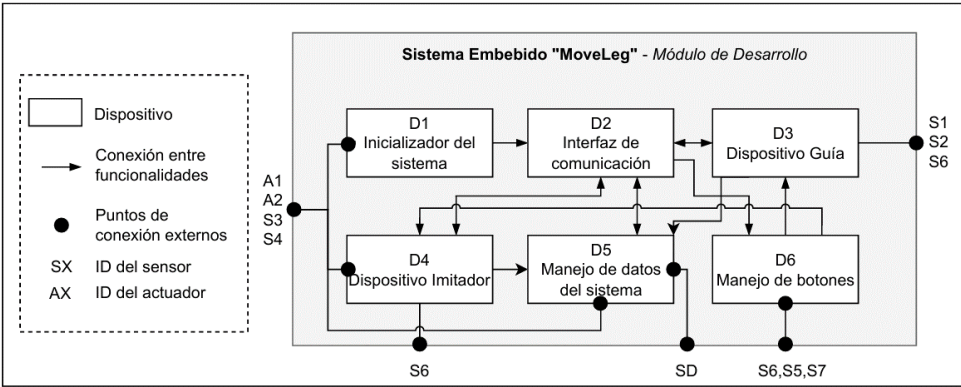 Sistema Embebido "MoveLeg" - Módulo de Desarrollo
Dispositivo
Conexión entre
funcionalidades
Puntos de
conexión externos
SX ID del sensor
AX ID del actuador
A1
A2
S3
S4
D1
Inicializador del
sistema
D2
Interfaz de
comunicación
D3
Dispositivo Guía
S1
S2
S6
D4
Dispositivo Imitador
D5
Manejo de datos
del sistema
D6
Manejo de botones
S6
SD
S6,S5,S7